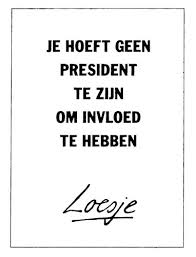 JE HOEFT GEEN
PRESIDENT
TE ZIJN
OM INVLOED
TE HEBBEN
Loesje